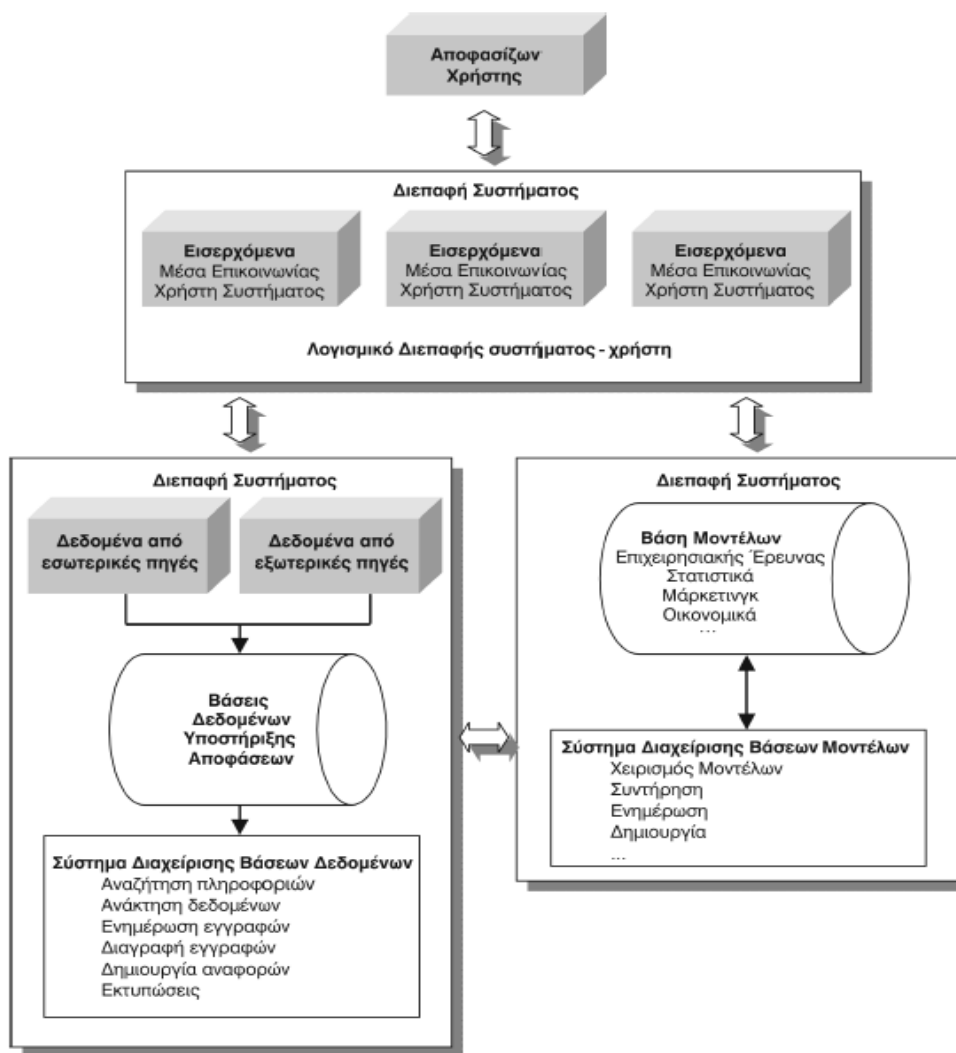 Αποφασίζων
Χρήστης
Διεπαφή Συστήματος
Εισερχόμενα
Μέσα Επικοινωνίας
Χρήστη Συστήματος
Εισερχόμενα
Μέσα Επικοινωνίας
Χρήστη Συστήματος
Εισερχόμενα
Μέσα Επικοινωνίας
Χρήστη Συστήματος
Λογισμικό Διεπαφής συστήματος - χρήστη
Διεπαφή Συστήματος
Δεδομένα από
εσωτερικές πηγές
Δεδομένα από
εξωτερικές πηγές
Βάσεις
Δεδομένων
Υποστήριξης
Αποφάσεων
Σύστημα Διαχείρισης Βάσεων Δεδομένων
Αναζήτηση πληροφοριών
Ανάκτηση δεδομένων
Ενημέρωση εγγραφών
Διαγραφή εγγραφών
Δημιουργία αναφορών
Εκτυπώσεις
Διεπαφή Συστήματος
Βάση Μοντέλων
Επιχειρησιακής Έρευνας
Στατιστικά
Μάρκετινγκ
Οικονομικά
...
Σύστημα Διαχείρισης Βάσεων Μοντέλων
Χειρισμός Μοντέλων
Συντήρηση
Ενημέρωση
Δημιουργία
...